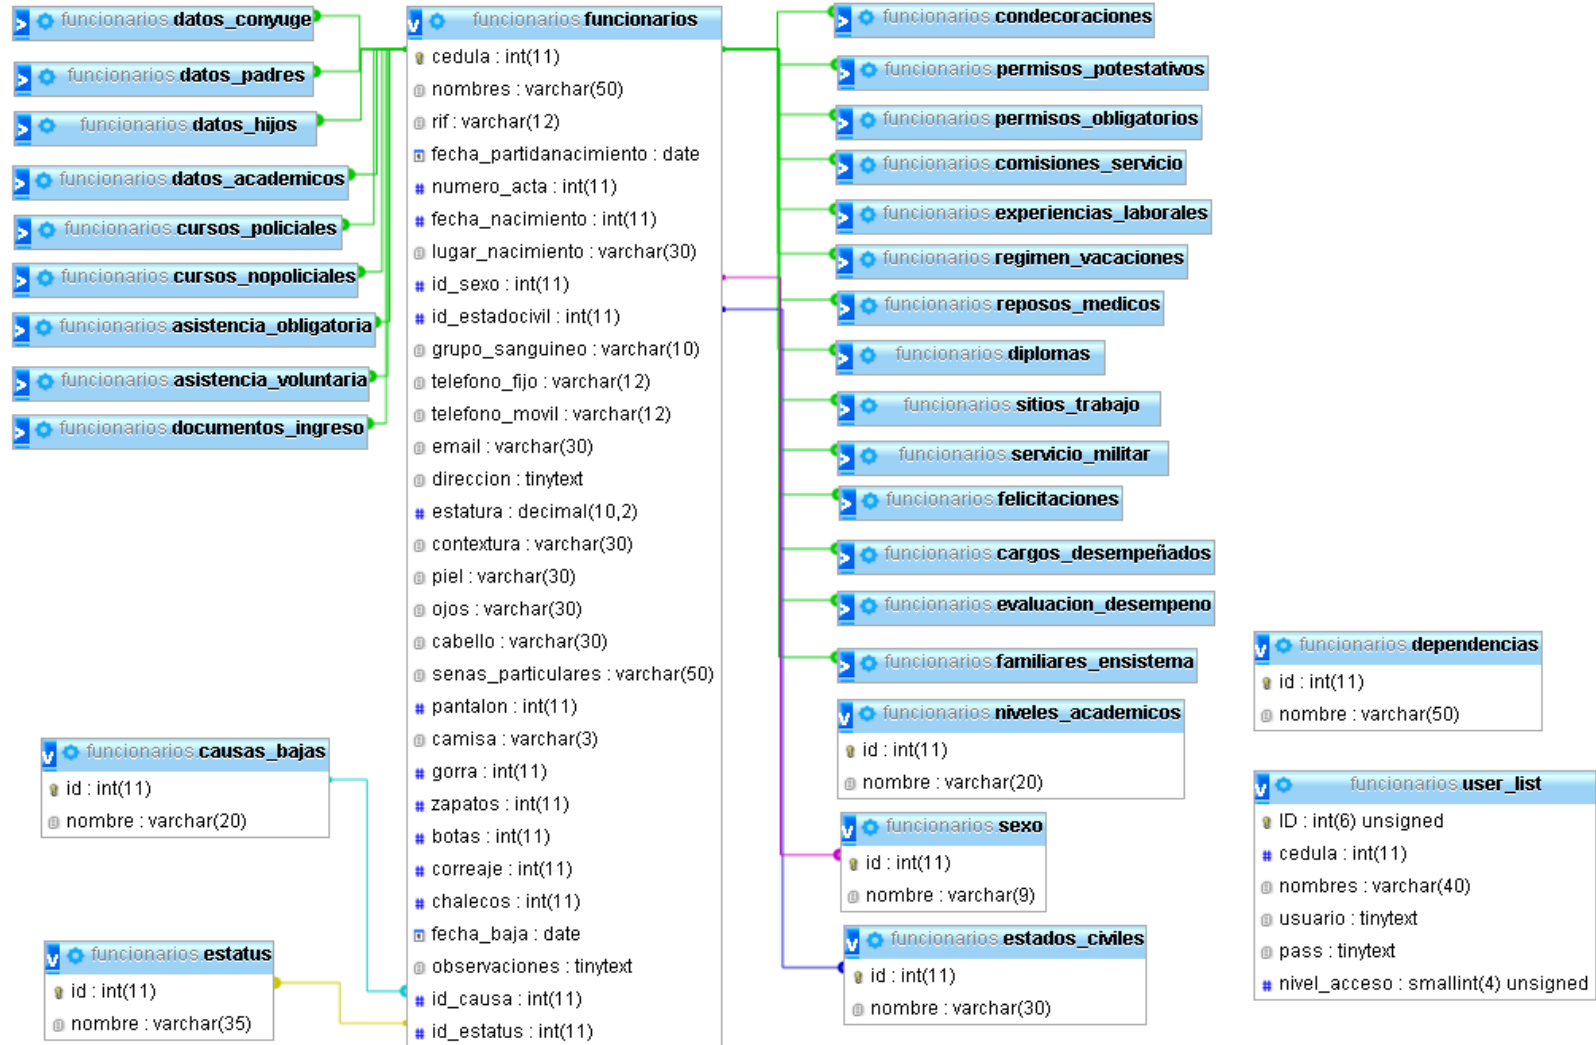 funcionarios.datos_conyuge
funcionarios.datos_padres
funcionarios.datos_hijos
funcionarios.datos_academicos
funcionarios.cursos_policiales
funcionarios.cursos_nopoliciales
funcionarios.asistencia_obligatoria
funcionarios.asistencia_voluntaria
funcionarios.documentos_ingreso
funcionarios.causas_bajas
id : int(11)
nombre : varchar(20)
funcionarios.estatus
id : int(11)
nombre : varchar(35)
funcionarios.funcionarios
cedula : int(11)
nombres : varchar(50)
rif : varchar(12)
fecha_partidanacimiento : date
numero_acta : int(11)
fecha_nacimiento : int(11)
lugar_nacimiento : varchar(30)
id_sexo : int(11)
id_estadocivil : int(11)
grupo_sanguineo : varchar(10)
telefono_fijo : varchar(12)
telefono_movil : varchar(12)
email : varchar(30)
direccion : tinytext
estatura : decimal(10,2)
contextura : varchar(30)
piel : varchar(30)
ojos : varchar(30)
cabello : varchar(30)
senas_particulares : varchar(50)
pantalon : int(11)
camisa : varchar(3)
gorra : int(11)
zapatos : int(11)
botas : int(11)
correaje : int(11)
chalecos : int(11)
fecha_baja : date
observaciones : tinytext
id_causa : int(11)
id_estatus : int(11)
funcionarios.condecoraciones
funcionarios.permisos_potestativos
funcionarios.permisos_obligatorios
funcionarios.comisiones_servicio
funcionarios.experiencias_laborales
funcionarios.regimen_vacaciones
funcionarios.reposos_medicos
funcionarios.diplomas
funcionarios.sitios_trabajo
funcionarios.servicio_militar
funcionarios.felicitaciones
funcionarios.cargos_desempeñados
funcionarios.evaluacion_desempeno
funcionarios.familiares_ensistema
funcionarios.niveles_academicos
id : int(11)
nombre : varchar(20)
funcionarios.sexo
id : int(11)
nombre : varchar(9)
funcionarios.estados_civiles
id : int(11)
nombre : varchar(30)
funcionarios.dependencias
id : int(11)
nombre : varchar(50)
funcionarios.user_list
ID : int(6) unsigned
cedula : int(11)
nombres : varchar(40)
usuario : tinytext
pass : tinytext
nivel_acceso : smallint(4) unsigned